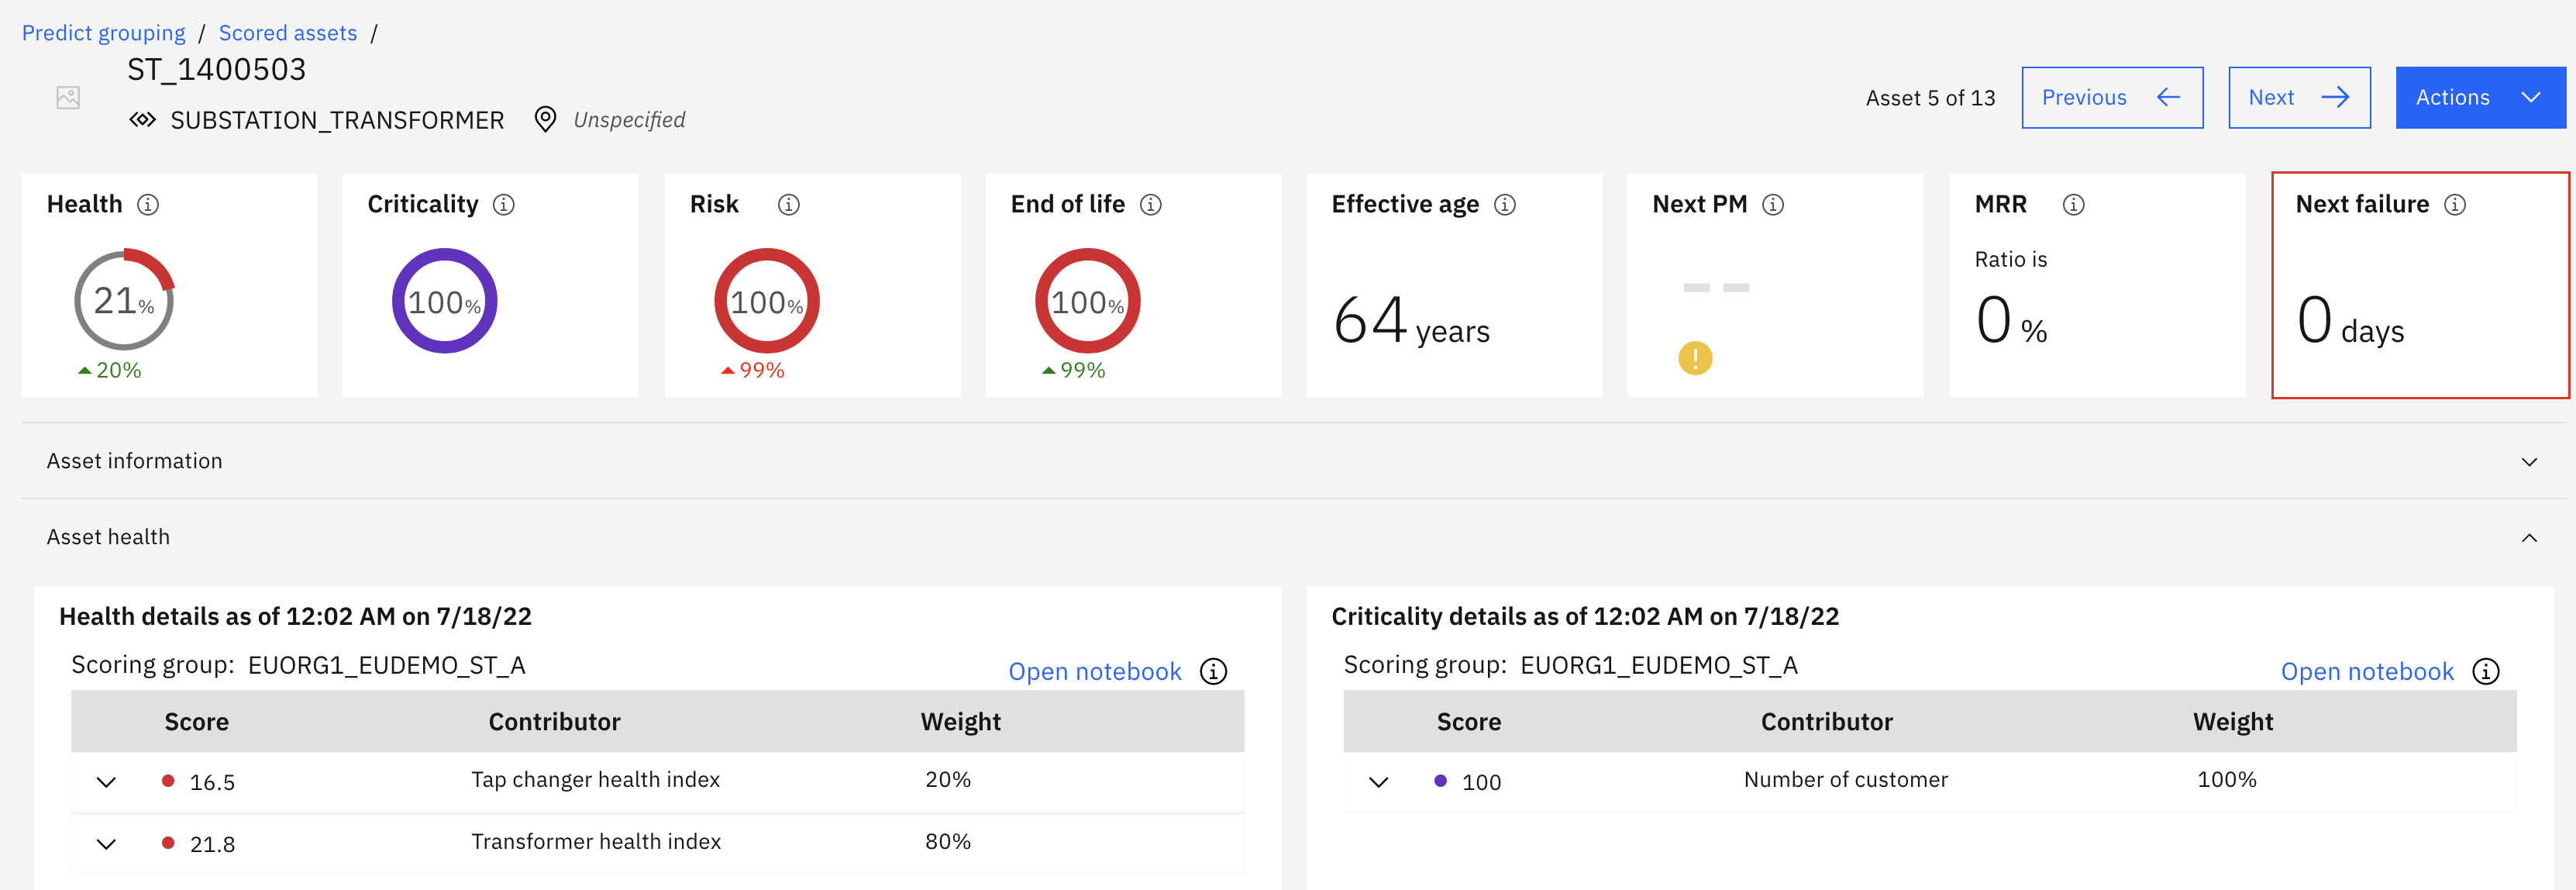 Predict grouping / Scored assets /
ST_1400503
SUBSTATION_TRANSFORMER Unspecified
Asset 5 of 13 Previous Next Actions
Health
21%
20%
Criticality
100%
Risk
100%
99%
End of life
100%
99%
Effective age
64 years
Next PM
MRR
Ratio is
0 %
Next failure
0 days
Asset information
Asset health
Health details as of 12:02 AM on 7/18/22
Scoring group: EUORG1_EUDEMO_ST_A
Open notebook
Score Contributor Weight
16.5 Tap changer health index 20%
21.8 Transformer health index 80%
Criticality details as of 12:02 AM on 7/18/22
Scoring group: EUORG1_EUDEMO_ST_A
Open notebook
Score Contributor Weight
100 Number of customer 100%